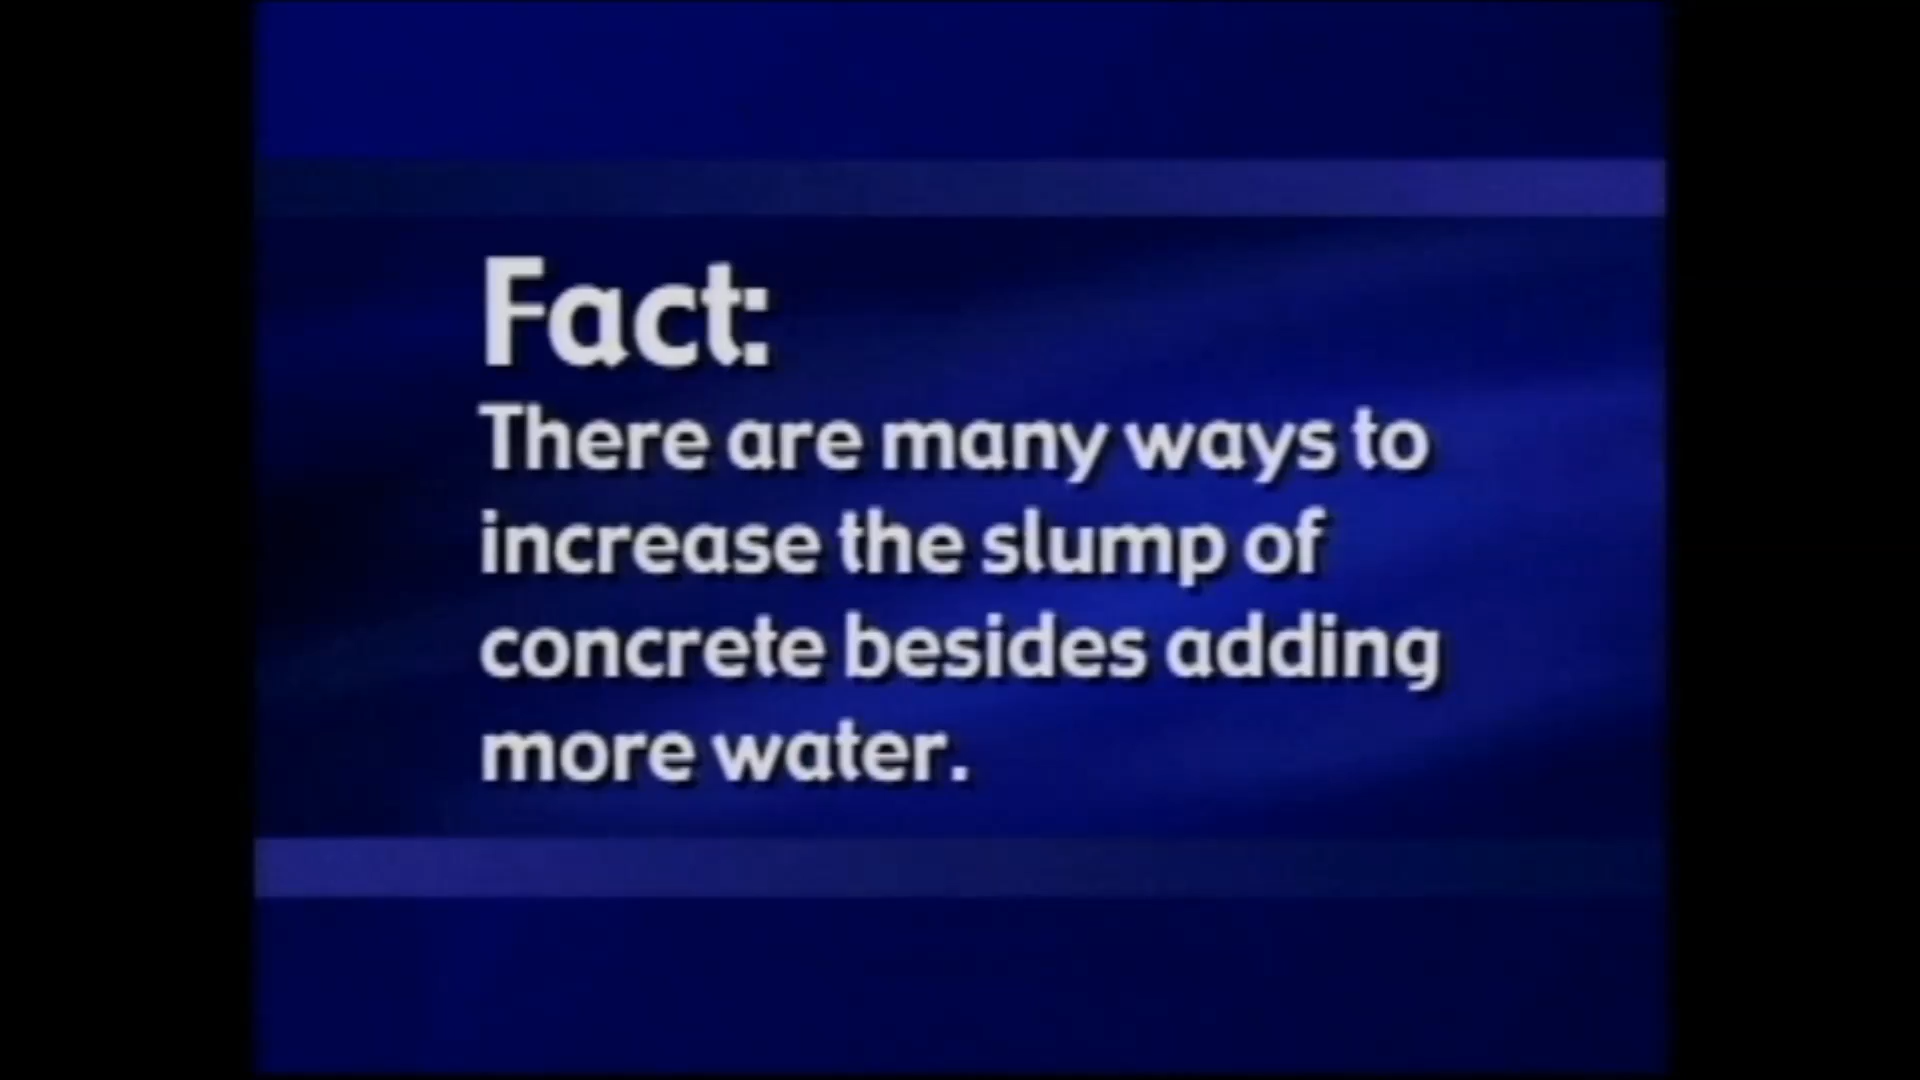 Fact:
There are many ways to
increase the slump of
concrete besides adding
more water.